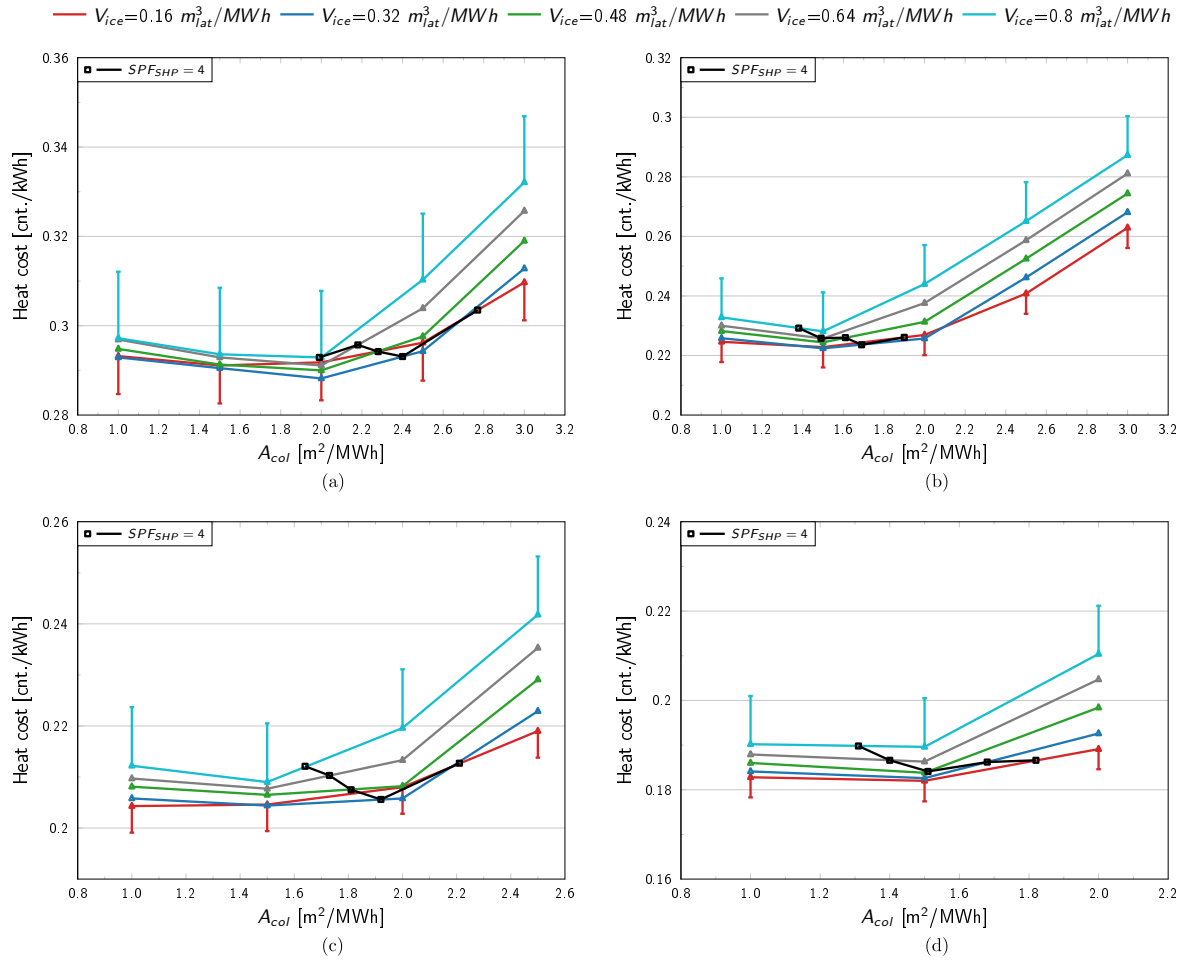 V_ice=0.16 m³_lat/MWh V_ice=0.32 m³_lat/MWh V_ice=0.48 m³_lat/MWh V_ice=0.64 m³_lat/MWh V_ice=0.8 m³_lat/MWh
SPF_SHP = 4
0.36
0.34
0.32
0.3
0.28
Heat cost [cnt./kWh]
0.8 1.0 1.2 1.4 1.6 1.8 2.0 2.2 2.4 2.6 2.8 3.0 3.2
A_col [m²/MWh]
(a)
SPF_SHP = 4
0.32
0.3
0.28
0.26
0.24
0.22
0.2
Heat cost [cnt./kWh]
0.8 1.0 1.2 1.4 1.6 1.8 2.0 2.2 2.4 2.6 2.8 3.0 3.2
A_col [m²/MWh]
(b)
SPF_SHP = 4
0.26
0.24
0.22
0.2
Heat cost [cnt./kWh]
0.8 1.0 1.2 1.4 1.6 1.8 2.0 2.2 2.4 2.6
A_col [m²/MWh]
(c)
SPF_SHP = 4
0.24
0.22
0.2
0.18
0.16
Heat cost [cnt./kWh]
0.8 1.0 1.2 1.4 1.6 1.8 2.0 2.2
A_col [m²/MWh]
(d)